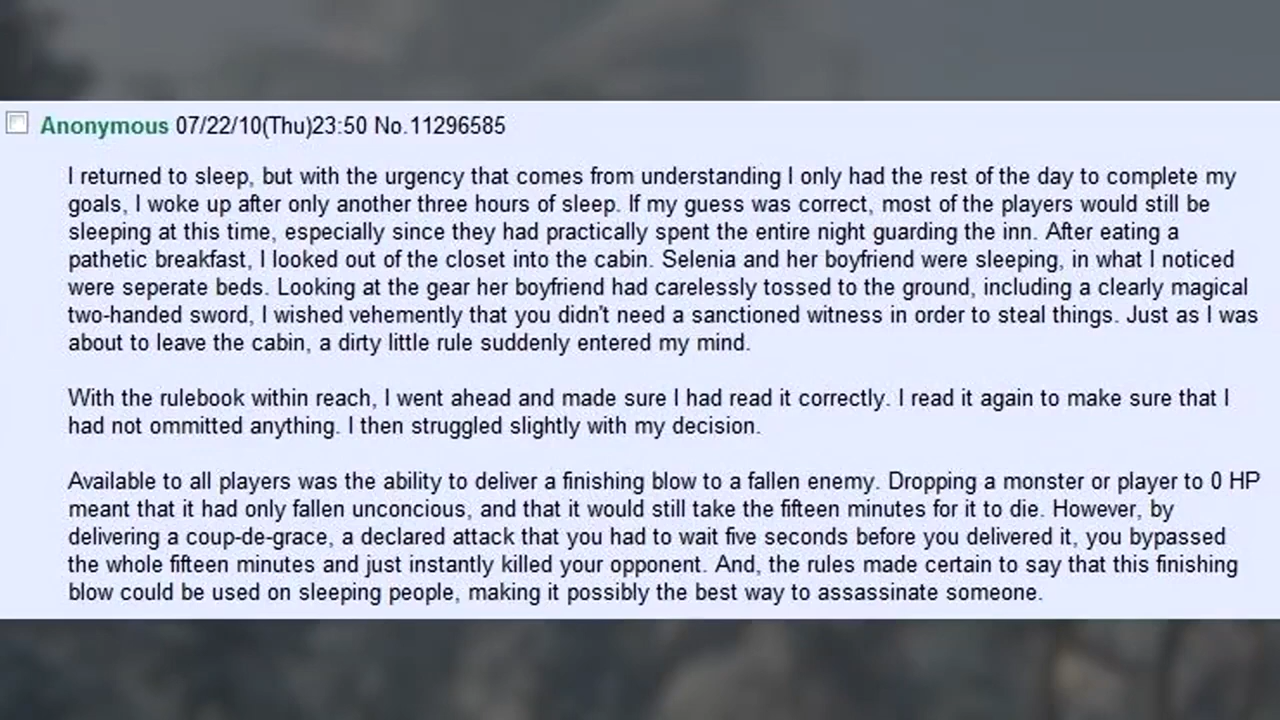 Anonymous 07/22/10(Thu)23:50 No.11296585
I returned to sleep, but with the urgency that comes from understanding I only had the rest of the day to complete my
goals, I woke up after only another three hours of sleep. If my guess was correct, most of the players would still be
sleeping at this time, especially since they had practically spent the entire night guarding the inn. After eating a
pathetic breakfast, I looked out of the closet into the cabin. Selenia and her boyfriend were sleeping, in what I noticed
were seperate beds. Looking at the gear her boyfriend had carelessly tossed to the ground, including a clearly magical
two-handed sword, I wished vehemently that you didn't need a sanctioned witness in order to steal things. Just as I was
about to leave the cabin, a dirty little rule suddenly entered my mind.
With the rulebook within reach, I went ahead and made sure I had read it correctly. I read it again to make sure that I
had not ommitted anything. I then struggled slightly with my decision.
Available to all players was the ability to deliver a finishing blow to a fallen enemy. Dropping a monster or player to 0 HP
meant that it had only fallen unconcious, and that it would still take the fifteen minutes for it to die. However, by
delivering a coup-de-grace, a declared attack that you had to wait five seconds before you delivered it, you bypassed
the whole fifteen minutes and just instantly killed your opponent. And, the rules made certain to say that this finishing
blow could be used on sleeping people, making it possibly the best way to assassinate someone.